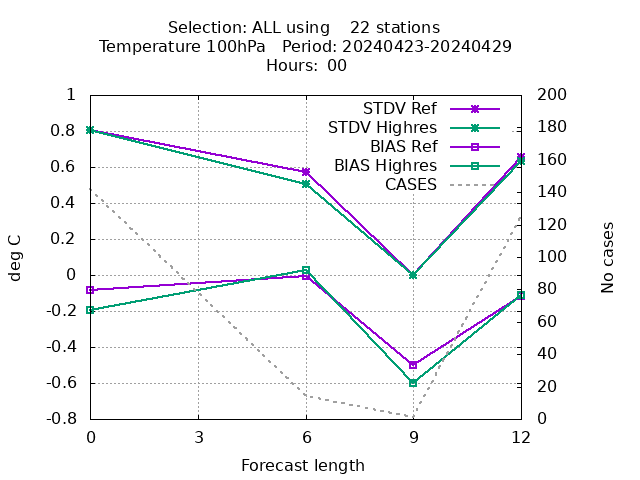 Selection: ALL using    22 stations
Temperature 100hPa   Period: 20240423-20240429
Hours:  00
STDV Ref
STDV Highres
BIAS Ref
BIAS Highres
CASES
1
0.8
0.6
0.4
0.2
0
-0.2
-0.4
-0.6
-0.8
200
180
160
140
120
100
80
60
40
20
0
deg C
No cases
0 3 6 9 12
Forecast length